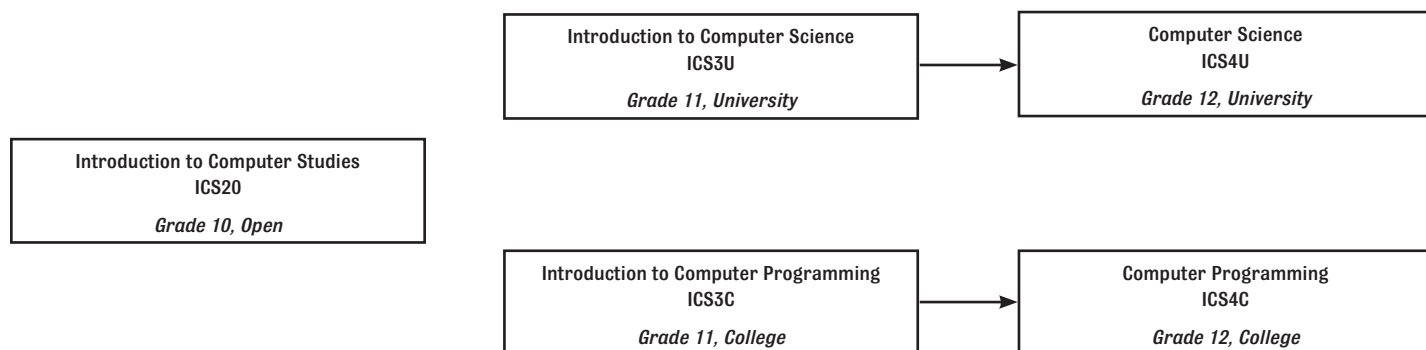 Introduction to Computer Science
ICS3U
Grade 11, University
Computer Science
ICS4U
Grade 12, University
Introduction to Computer Studies
ICS20
Grade 10, Open
Introduction to Computer Programming
ICS3C
Grade 11, College
Computer Programming
ICS4C
Grade 12, College